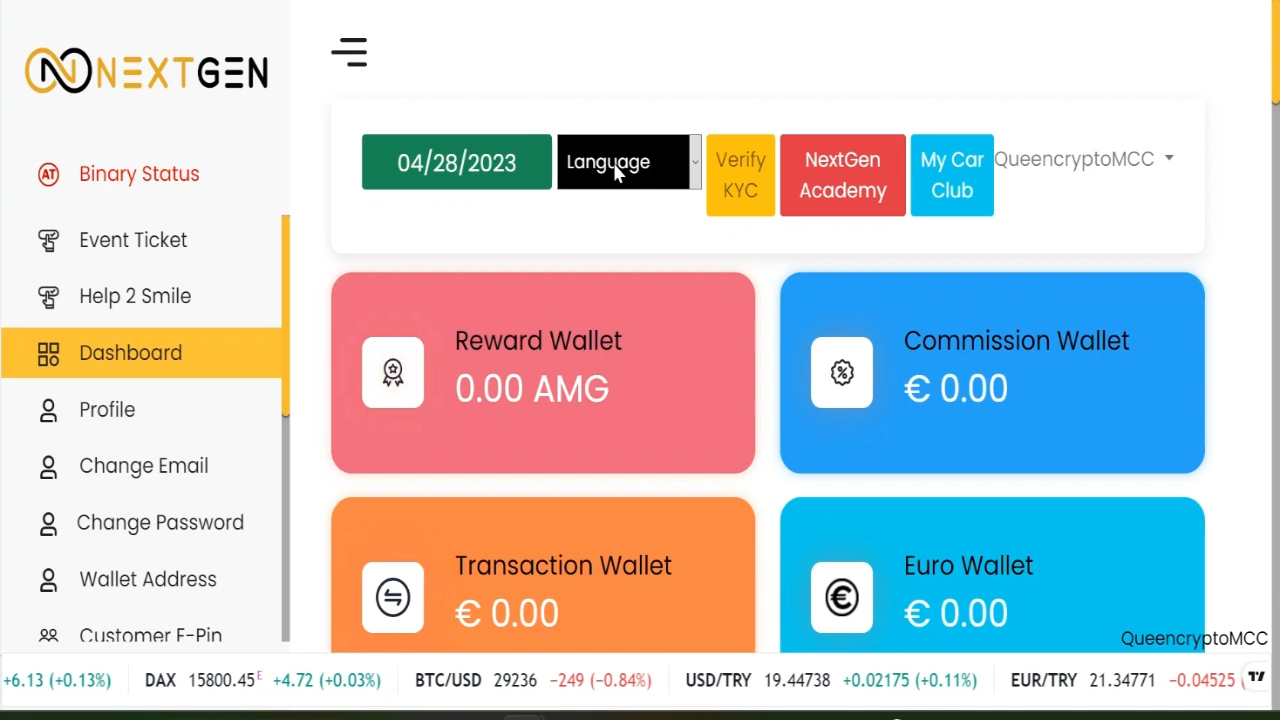 NEXTGEN
AT Binary Status
Event Ticket
Help 2 Smile
Dashboard
Profile
Change Email
Change Password
Wallet Address
Customer E-Pin
04/28/2023
Language
Verify
KYC
NextGen
Academy
My Car
Club
QueencryptoMCC
Reward Wallet
0.00 AMG
Commission Wallet
€ 0.00
Transaction Wallet
€ 0.00
Euro Wallet
€ 0.00
QueencryptoMCC
+6.13 (+0.13%) DAX 15800.45 E +4.72 (+0.03%) BTC/USD 29236 −249 (−0.84%) USD/TRY 19.44738 +0.02175 (+0.11%) EUR/TRY 21.34771 −0.04525 (